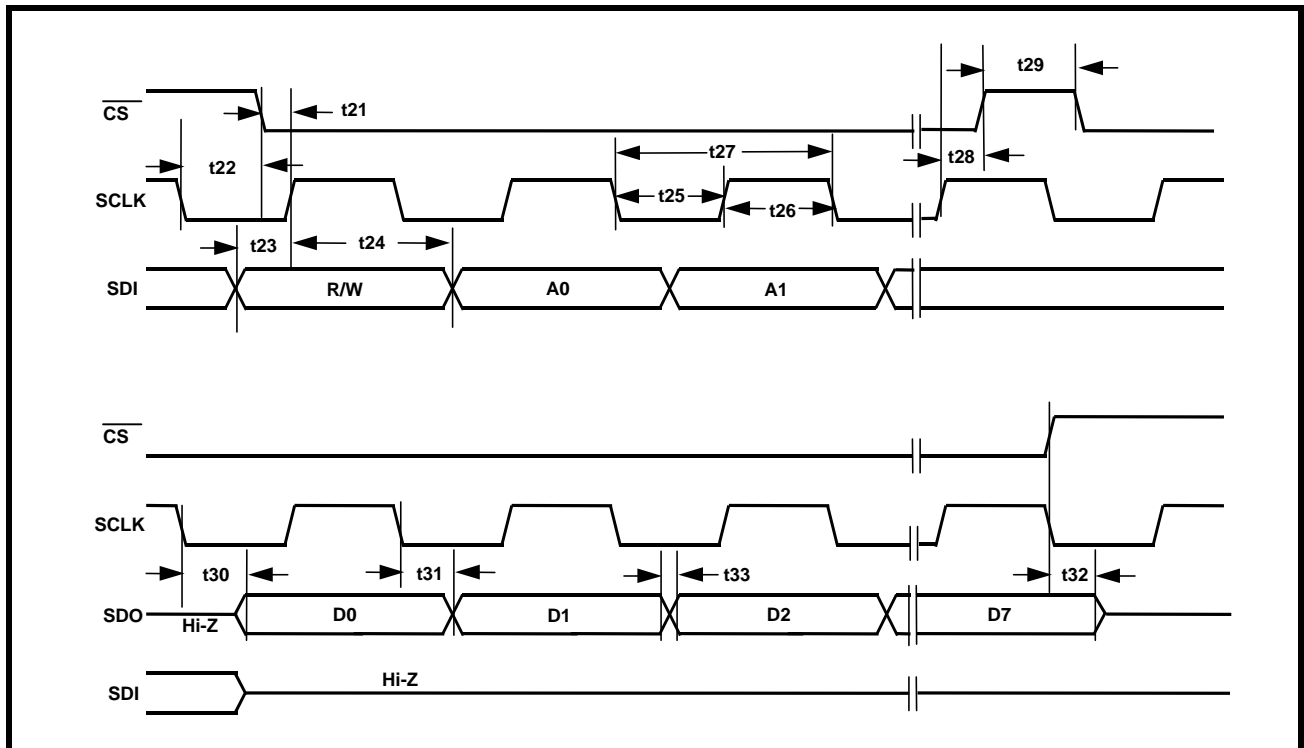 t29
CS
t21
t28
t27
t22
SCLK
t25
t26
t23
t24
SDI
R/W
A0
A1
CS
SCLK
t30
t31
t33
t32
SDO
Hi-Z
D0
D1
D2
D7
SDI
Hi-Z